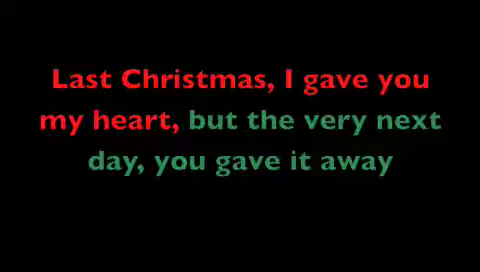 Last Christmas, I gave you
my heart, but the very next
day, you gave it away